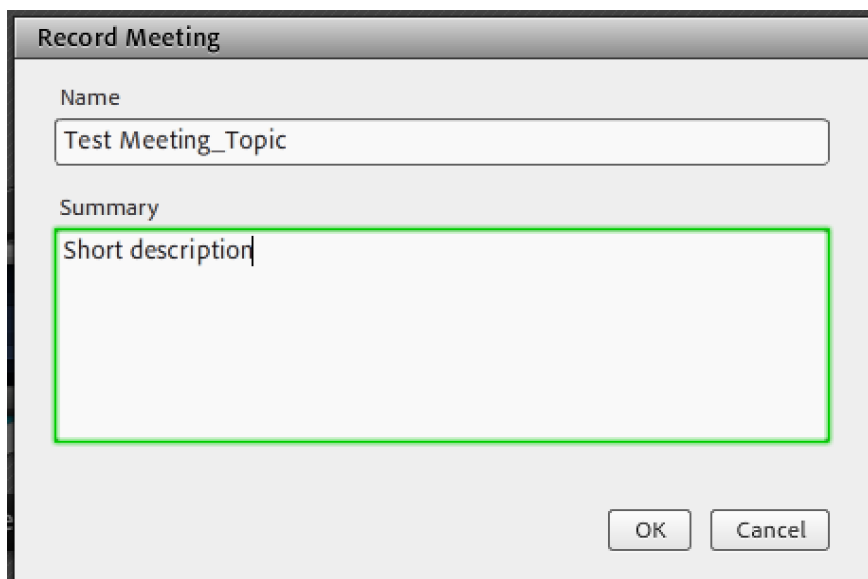 Record Meeting
Name
Test Meeting_Topic
Summary
Short description
OK Cancel